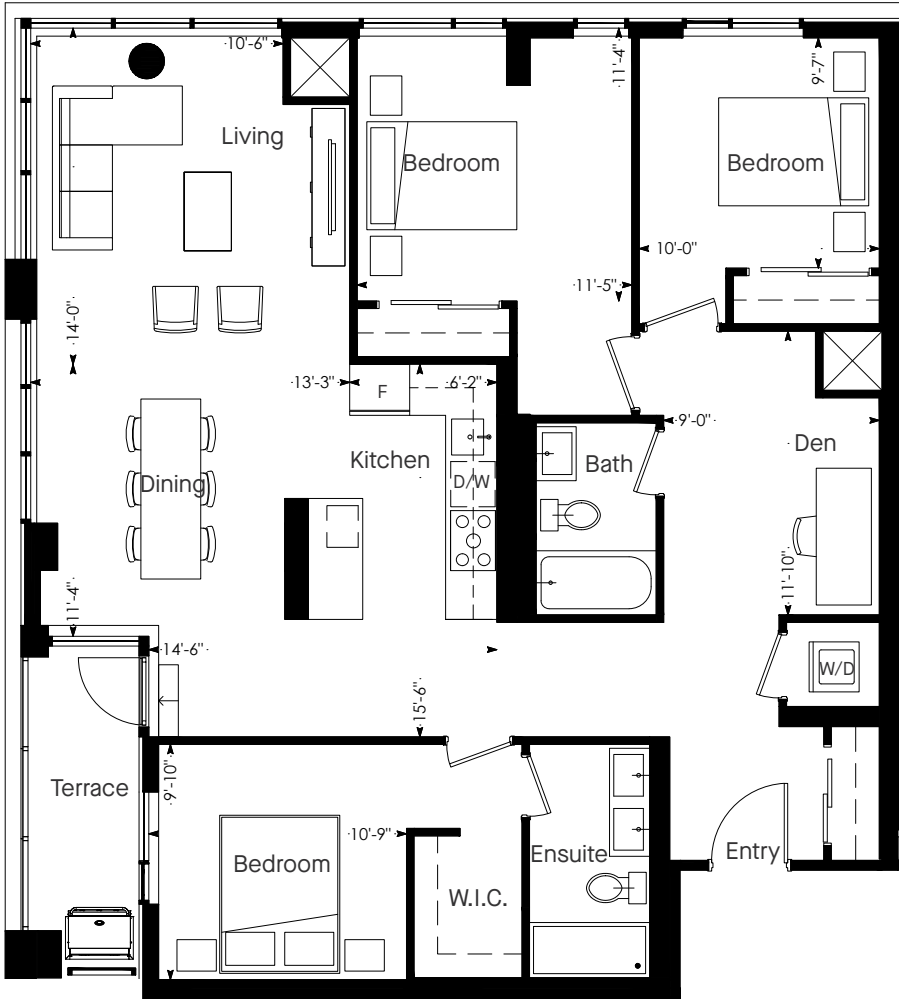 10'-6"
11'-4"
9'-7"
Living
Bedroom
Bedroom
10'-0"
11'-5"
14'-0"
13'-3"
F
6'-2"
9'-0"
Den
Kitchen
Bath
Dining
D/W
11'-4"
11'-10"
14'-6"
W/D
15'-6"
9'-10"
Terrace
10'-9"
Bedroom
Ensuite
Entry
W.I.C.